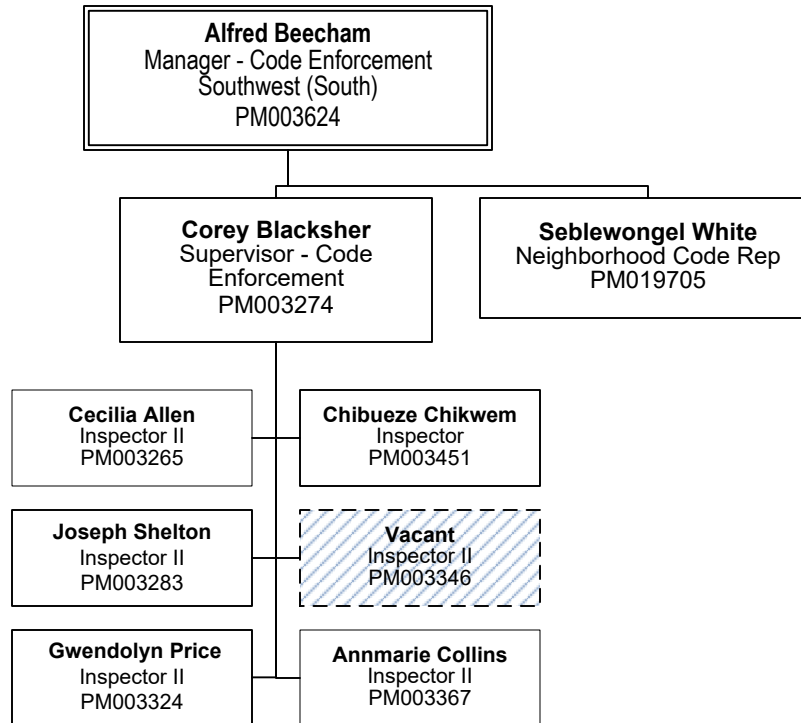 Alfred Beecham
Manager - Code Enforcement
Southwest (South)
PM003624
Corey Blacksher
Supervisor - Code
Enforcement
PM003274
Seblewongel White
Neighborhood Code Rep
PM019705
Cecilia Allen
Inspector II
PM003265
Chibueze Chikwem
Inspector
PM003451
Joseph Shelton
Inspector II
PM003283
Vacant
Inspector II
PM003346
Gwendolyn Price
Inspector II
PM003324
Annmarie Collins
Inspector II
PM003367